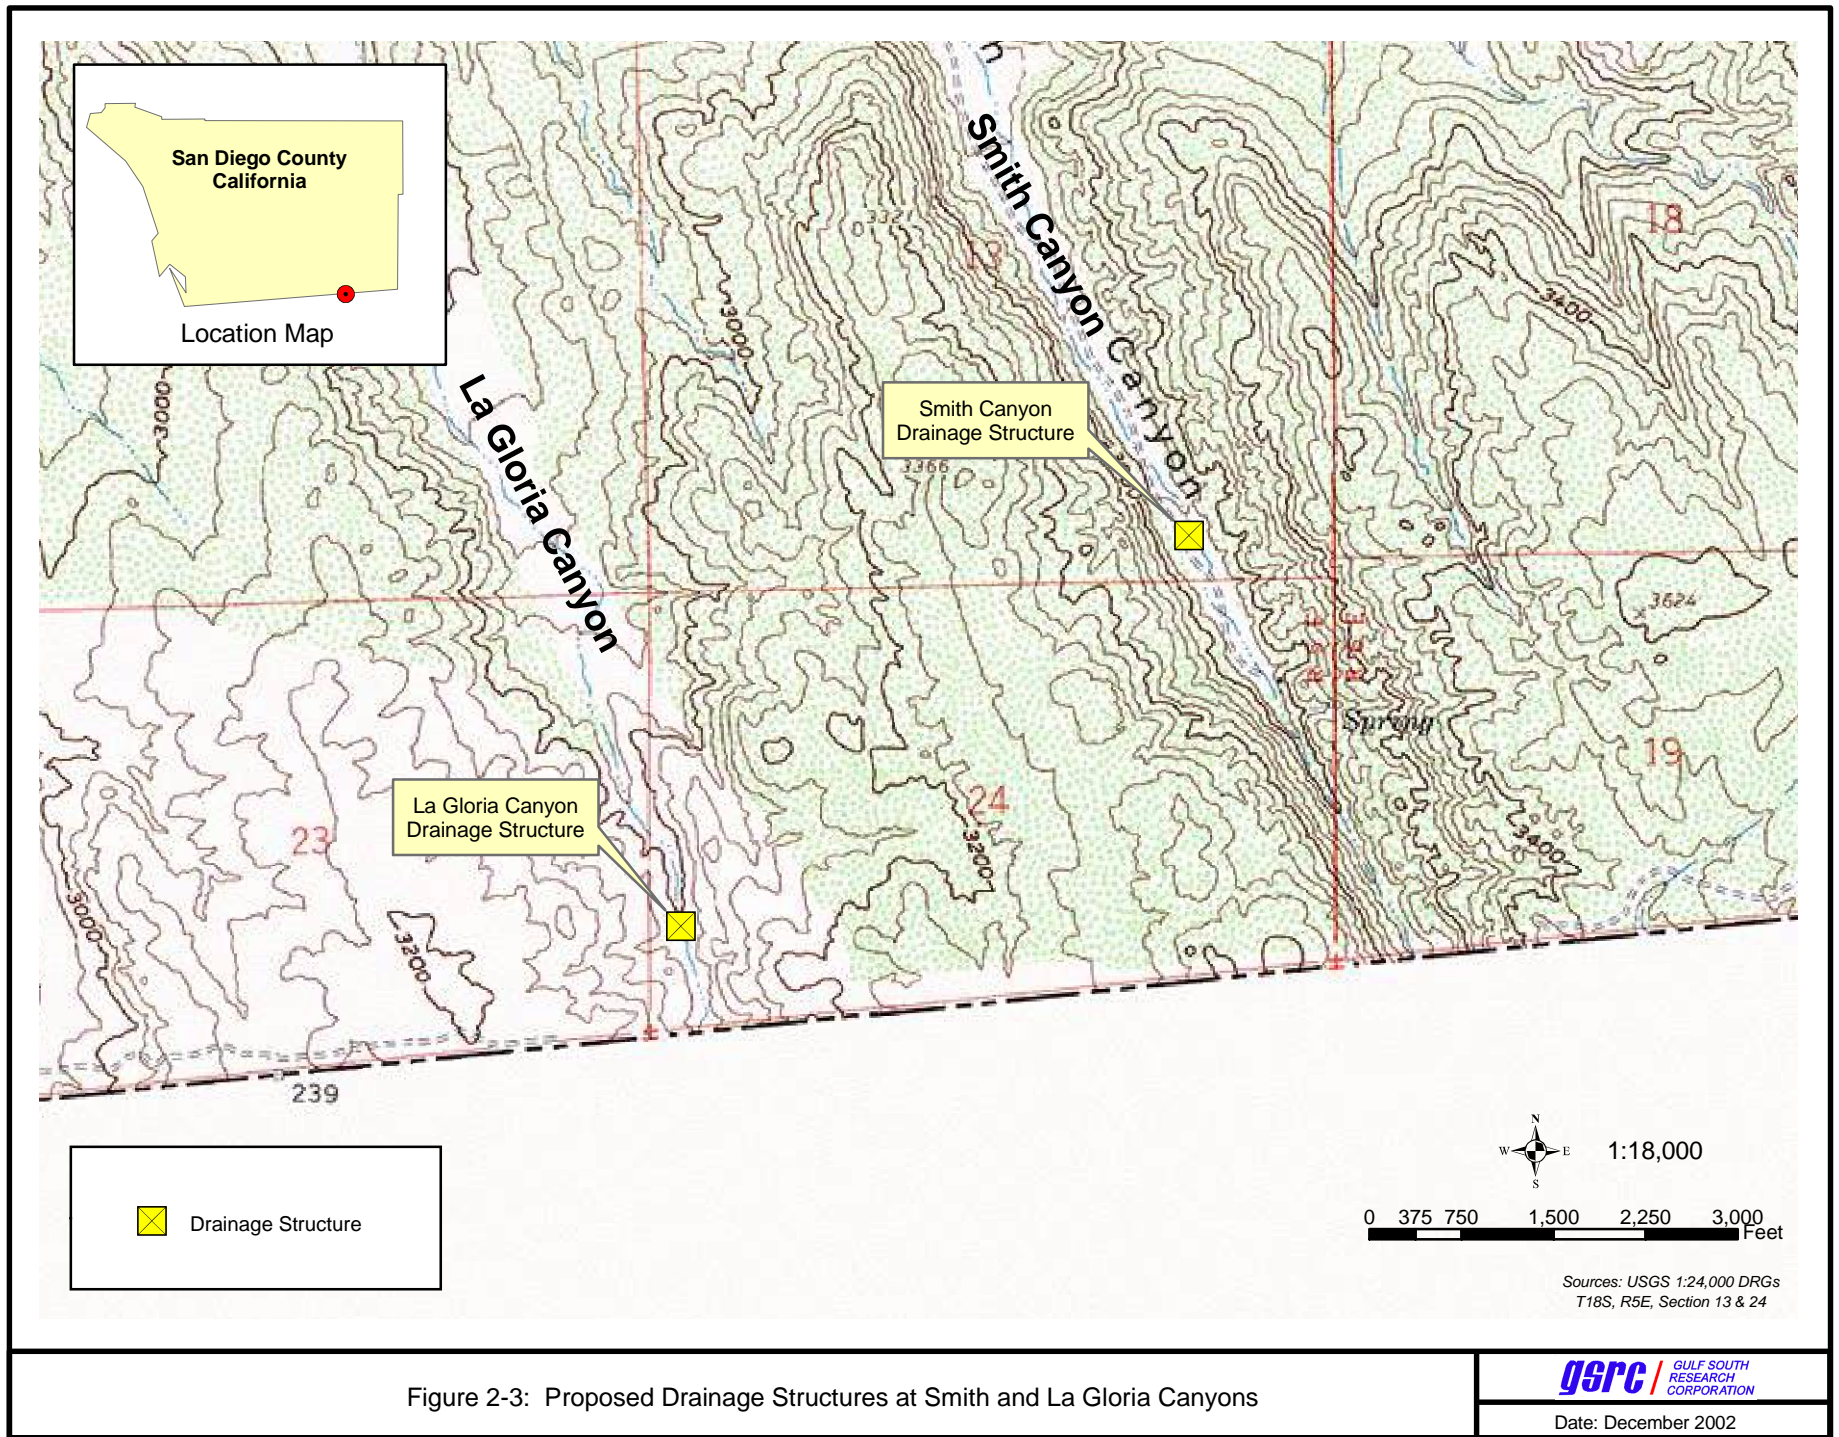 San Diego County
California
Location Map
Smith Canyon
Canyon
La Gloria Canyon
Smith Canyon
Drainage Structure
La Gloria Canyon
Drainage Structure
3321
13
18
3000
3400
3000
3366
3624
Spring
19
24
23
3200
3400
3000
3200
239
Drainage Structure
N
W
E
S
1:18,000
0 375 750 1,500 2,250 3,000
Feet
Sources: USGS 1:24,000 DRGs
T18S, R5E, Section 13 & 24
Figure 2-3: Proposed Drainage Structures at Smith and La Gloria Canyons
gsrc / GULF SOUTH
RESEARCH
CORPORATION
Date: December 2002